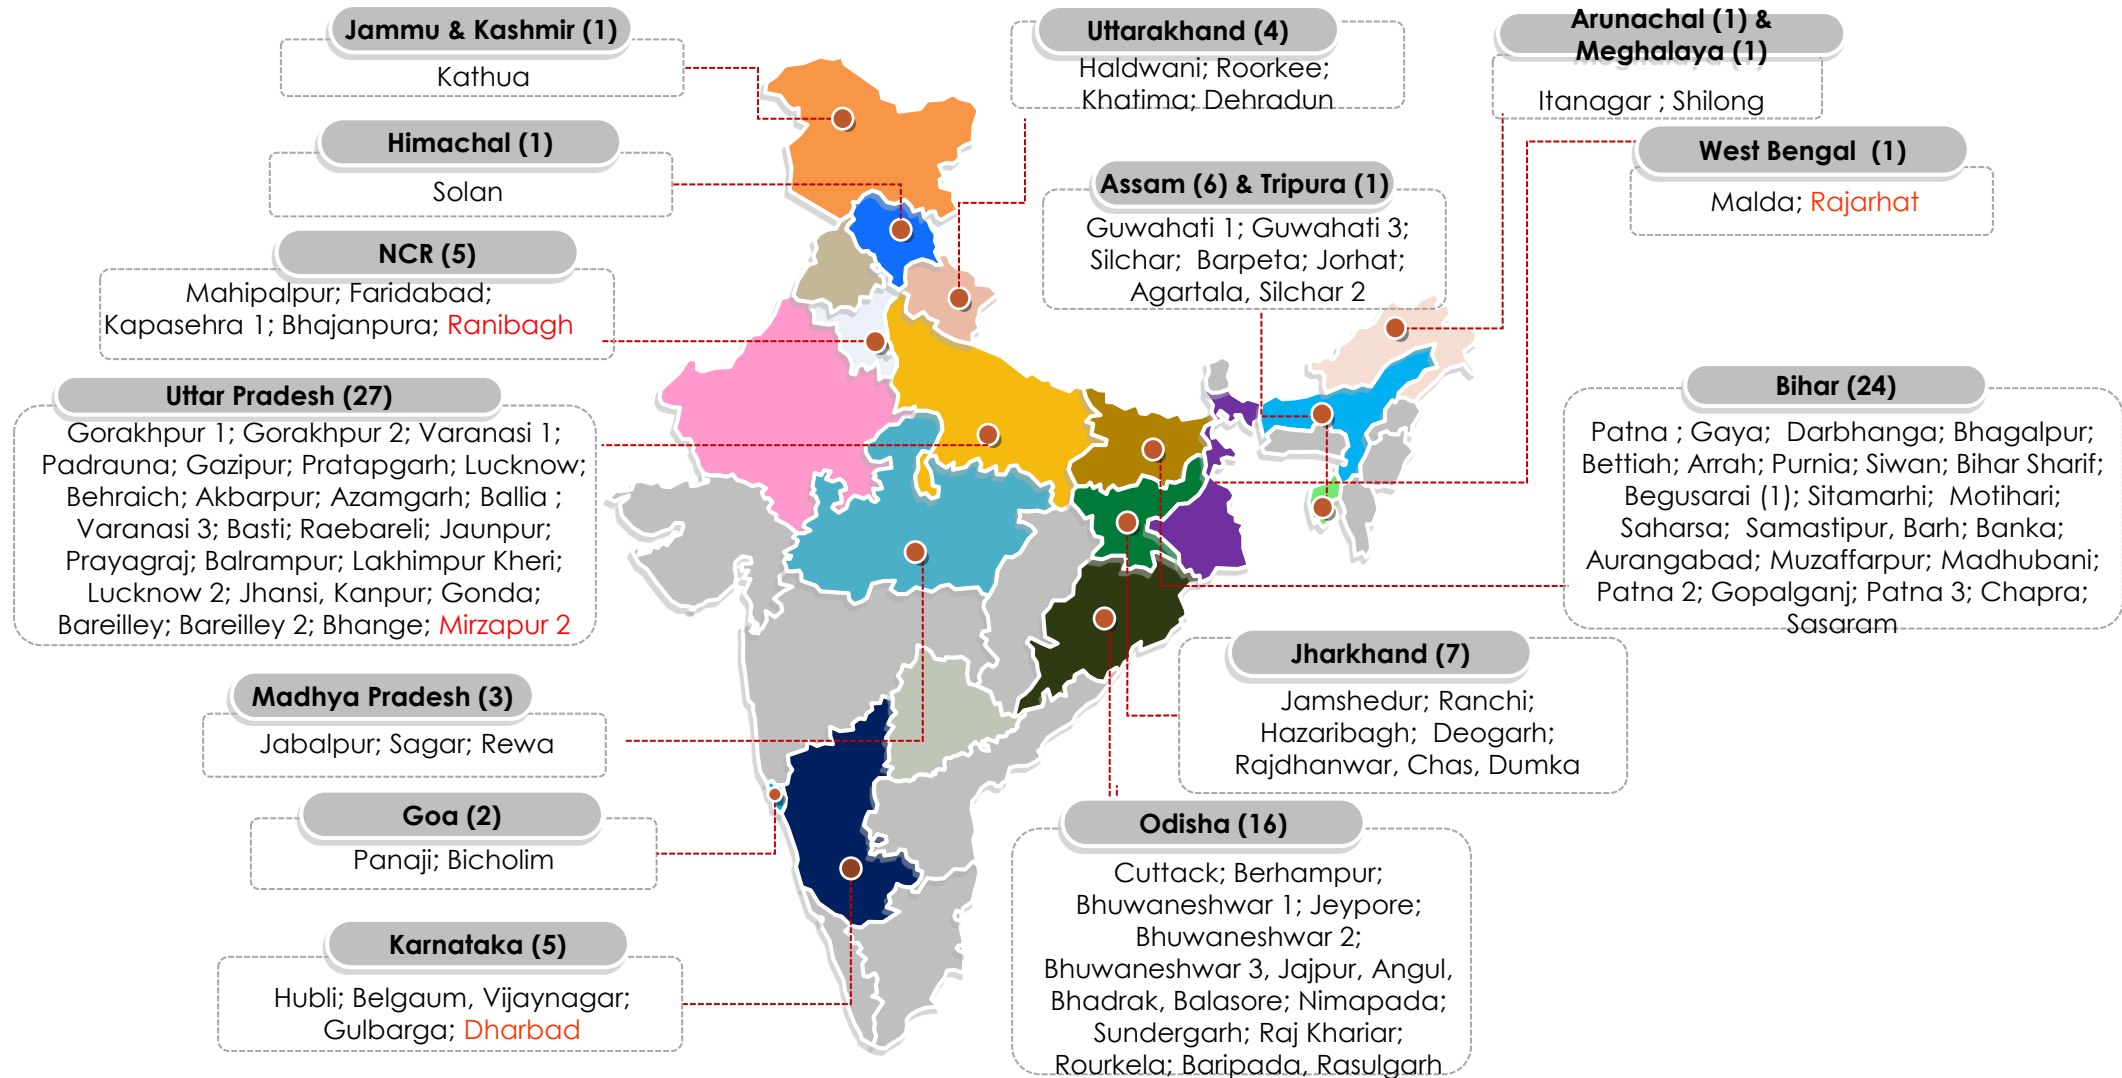 Jammu & Kashmir (1)
Kathua
Himachal (1)
Solan
NCR (5)
Mahipalpur; Faridabad;
Kapasehra 1; Bhajanpura; Ranibagh
Uttar Pradesh (27)
Gorakhpur 1; Gorakhpur 2; Varanasi 1;
Padrauna; Gazipur; Pratapgarh; Lucknow;
Behraich; Akbarpur; Azamgarh; Ballia ;
Varanasi 3; Basti; Raebareli; Jaunpur;
Prayagraj; Balrampur; Lakhimpur Kheri;
Lucknow 2; Jhansi, Kanpur; Gonda;
Bareilley; Bareilley 2; Bhange; Mirzapur 2
Madhya Pradesh (3)
Jabalpur; Sagar; Rewa
Goa (2)
Panaji; Bicholim
Karnataka (5)
Hubli; Belgaum, Vijaynagar;
Gulbarga; Dharbad
Uttarakhand (4)
Haldwani; Roorkee;
Khatima; Dehradun
Assam (6) & Tripura (1)
Guwahati 1; Guwahati 3;
Silchar; Barpeta; Jorhat;
Agartala, Silchar 2
Arunachal (1) &
Meghalaya (1)
Itanagar ; Shilong
West Bengal (1)
Malda; Rajarhat
Bihar (24)
Patna ; Gaya; Darbhanga; Bhagalpur;
Bettiah; Arrah; Purnia; Siwan; Bihar Sharif;
Begusarai (1); Sitamarhi; Motihari;
Saharsa; Samastipur, Barh; Banka;
Aurangabad; Muzaffarpur; Madhubani;
Patna 2; Gopalganj; Patna 3; Chapra;
Sasaram
Jharkhand (7)
Jamshedur; Ranchi;
Hazaribagh; Deogarh;
Rajdhanwar, Chas, Dumka
Odisha (16)
Cuttack; Berhampur;
Bhuwaneshwar 1; Jeypore;
Bhuwaneshwar 2;
Bhuwaneshwar 3, Jajpur, Angul,
Bhadrak, Balasore; Nimapada;
Sundergarh; Raj Khariar;
Rourkela; Baripada, Rasulgarh